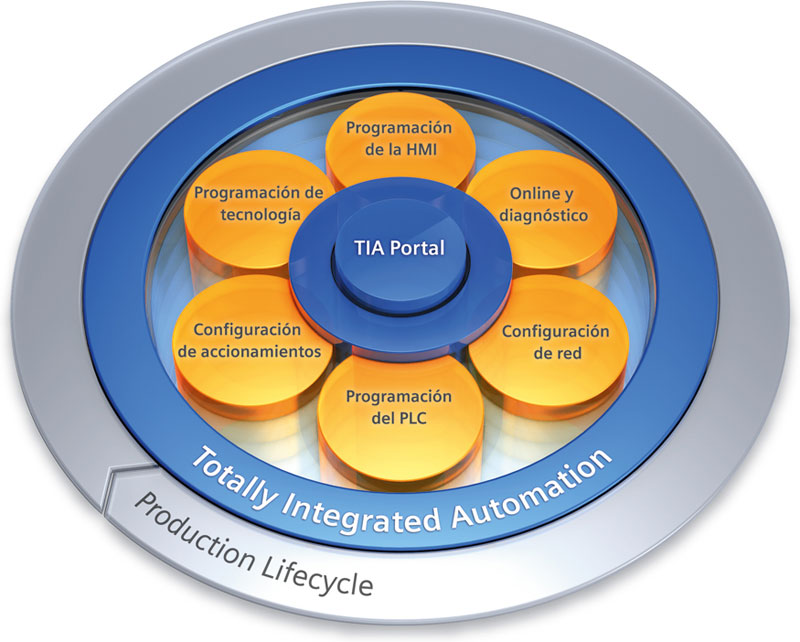 Programación
de la HMI
Programación de
tecnología
Online y
diagnóstico
TIA Portal
Configuración
de accionamientos
Configuración
de red
Programación
del PLC
Totally Integrated Automation
Production Lifecycle